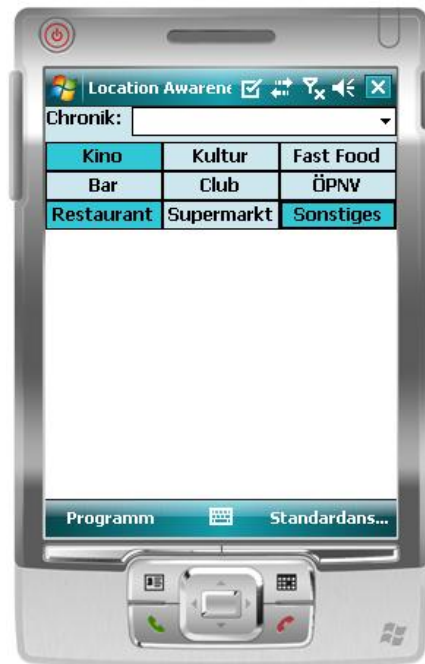 Location Awarene
Chronik:
Kino Kultur Fast Food
Bar Club ÖPNV
Restaurant Supermarkt Sonstiges
Programm Standardans...